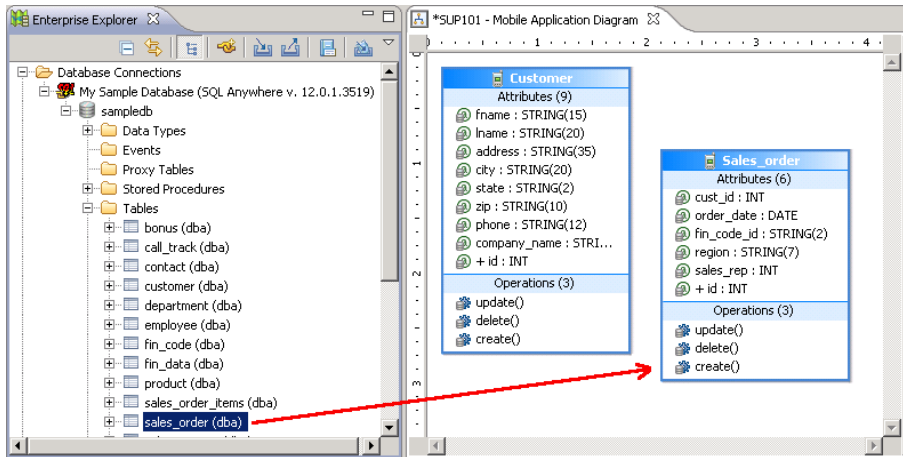 Enterprise Explorer
Database Connections
My Sample Database (SQL Anywhere v. 12.0.1.3519)
sampledb
Data Types
Events
Proxy Tables
Stored Procedures
Tables
bonus (dba)
call_track (dba)
contact (dba)
customer (dba)
department (dba)
employee (dba)
fin_code (dba)
fin_data (dba)
product (dba)
sales_order_items (dba)
sales_order (dba)
*SUP101 - Mobile Application Diagram
1 2 3 4
1
2
3
Customer
Attributes (9)
fname : STRING(15)
lname : STRING(20)
address : STRING(35)
city : STRING(20)
state : STRING(2)
zip : STRING(10)
phone : STRING(12)
company_name : STRI...
+ id : INT
Operations (3)
update()
delete()
create()
Sales_order
Attributes (6)
cust_id : INT
order_date : DATE
fin_code_id : STRING(2)
region : STRING(7)
sales_rep : INT
+ id : INT
Operations (3)
update()
delete()
create()